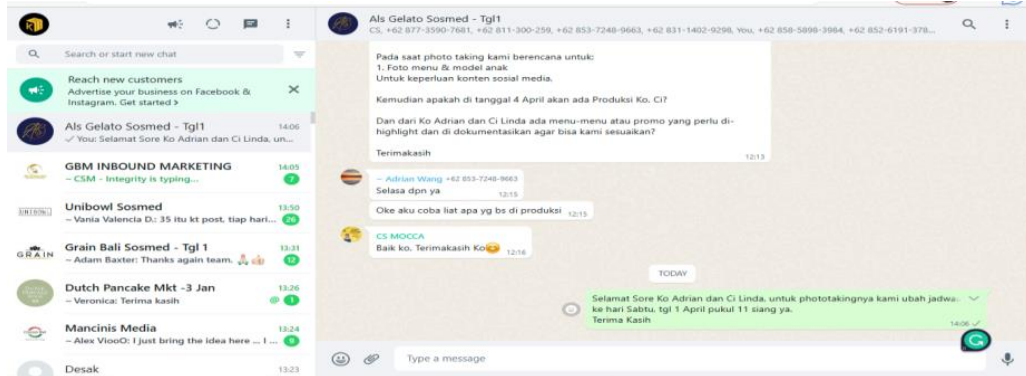 Search or start new chat
Reach new customers
Advertise your business on Facebook &
Instagram. Get started >
Als Gelato Sosmed - Tgl1
14:06
You: Selamat Sore Ko Adrian dan Ci Linda, un...
GBM INBOUND MARKETING
14:05
~ CSM - Integrity is typing...
7
Unibowl Sosmed
13:50
~ Vania Valencia D.: 35 itu kt post, tiap hari...
26
Grain Bali Sosmed - Tgl 1
13:31
~ Adam Baxter: Thanks again team. 🙏🏻👍🏻
12
GRAIN
Dutch Pancake Mkt -3 Jan
13:26
~ Veronica: Terima kasih
@ 1
Mancinis Media
13:24
~ Alex ViooO: I just bring the idea here ... I ...
Desak
13:23
Als Gelato Sosmed - Tgl1
CS, +62 877-3590-7681, +62 811-300-259, +62 853-7248-9663, +62 831-1402-9298, You, +62 858-5898-3984, +62 852-6191-378...
Pada saat photo taking kami berencana untuk:
1. Foto menu & model anak
Untuk keperluan konten sosial media.
Kemudian apakah di tanggal 4 April akan ada Produksi Ko, Ci?
Dan dari Ko Adrian dan Ci Linda ada menu-menu atau promo yang perlu di-
highlight dan di dokumentasikan agar bisa kami sesuaikan?
Terimakasih
12:13
~ Adrian Wang +62 853-7248-9663
Selasa dpn ya
12:15
Oke aku coba liat apa yg bs di produksi
12:15
CS MOCCA
Baik ko, Terimakasih Ko😊
12:16
TODAY
Selamat Sore Ko Adrian dan Ci Linda, untuk phototakingnya kami ubah jadwa..
ke hari Sabtu, tgl 1 April pukul 11 siang ya.
Terima Kasih
14:06
Type a message